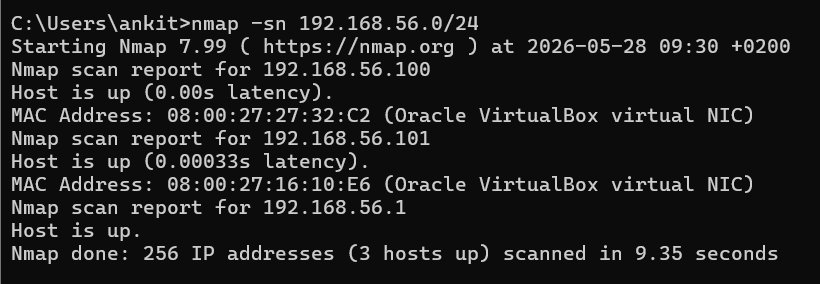 C:\Users\ankit>nmap -sn 192.168.56.0/24
Starting Nmap 7.99 ( https://nmap.org ) at 2026-05-28 09:30 +0200
Nmap scan report for 192.168.56.100
Host is up (0.00s latency).
MAC Address: 08:00:27:27:32:C2 (Oracle VirtualBox virtual NIC)
Nmap scan report for 192.168.56.101
Host is up (0.00033s latency).
MAC Address: 08:00:27:16:10:E6 (Oracle VirtualBox virtual NIC)
Nmap scan report for 192.168.56.1
Host is up.
Nmap done: 256 IP addresses (3 hosts up) scanned in 9.35 seconds